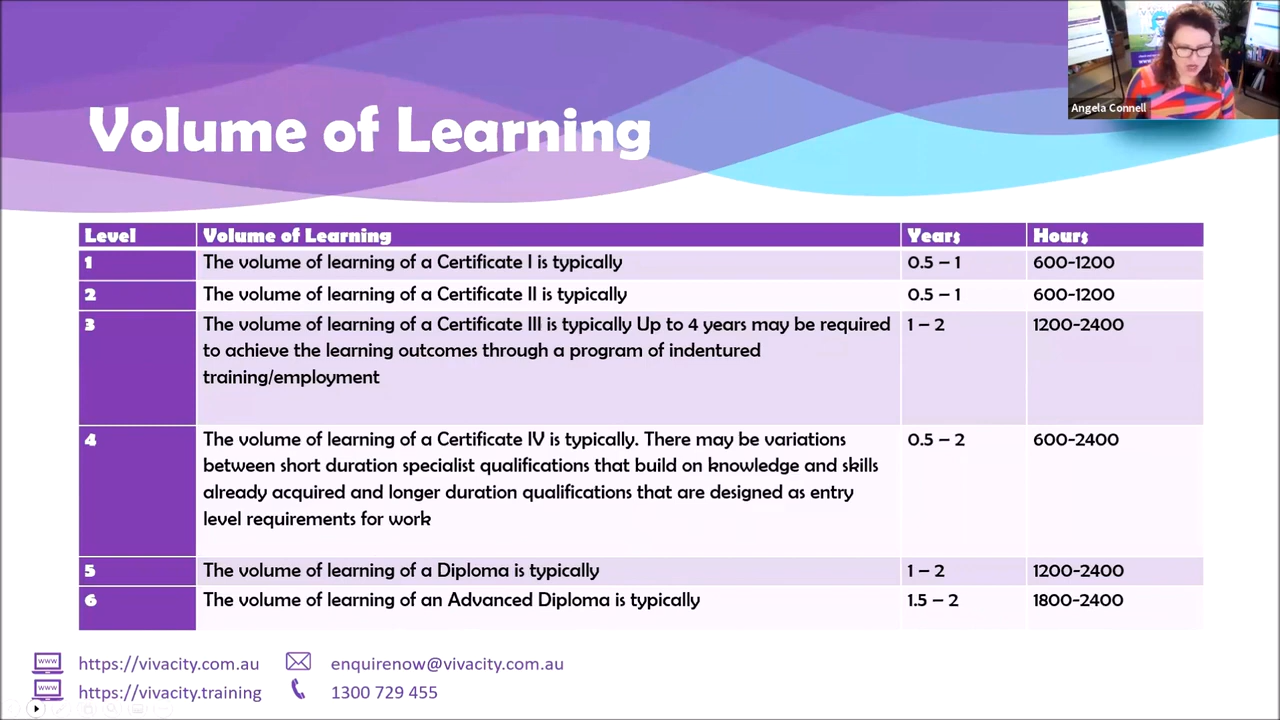 Angela Connell
Volume of Learning
Level Volume of Learning Years Hours
1 The volume of learning of a Certificate I is typically 0.5 – 1 600-1200
2 The volume of learning of a Certificate II is typically 0.5 – 1 600-1200
3 The volume of learning of a Certificate III is typically Up to 4 years may be required 1 – 2 1200-2400
to achieve the learning outcomes through a program of indentured
training/employment
4 The volume of learning of a Certificate IV is typically. There may be variations 0.5 – 2 600-2400
between short duration specialist qualifications that build on knowledge and skills
already acquired and longer duration qualifications that are designed as entry
level requirements for work
5 The volume of learning of a Diploma is typically 1 – 2 1200-2400
6 The volume of learning of an Advanced Diploma is typically 1.5 – 2 1800-2400
www https://vivacity.com.au enquirenow@vivacity.com.au
www https://vivacity.training 1300 729 455